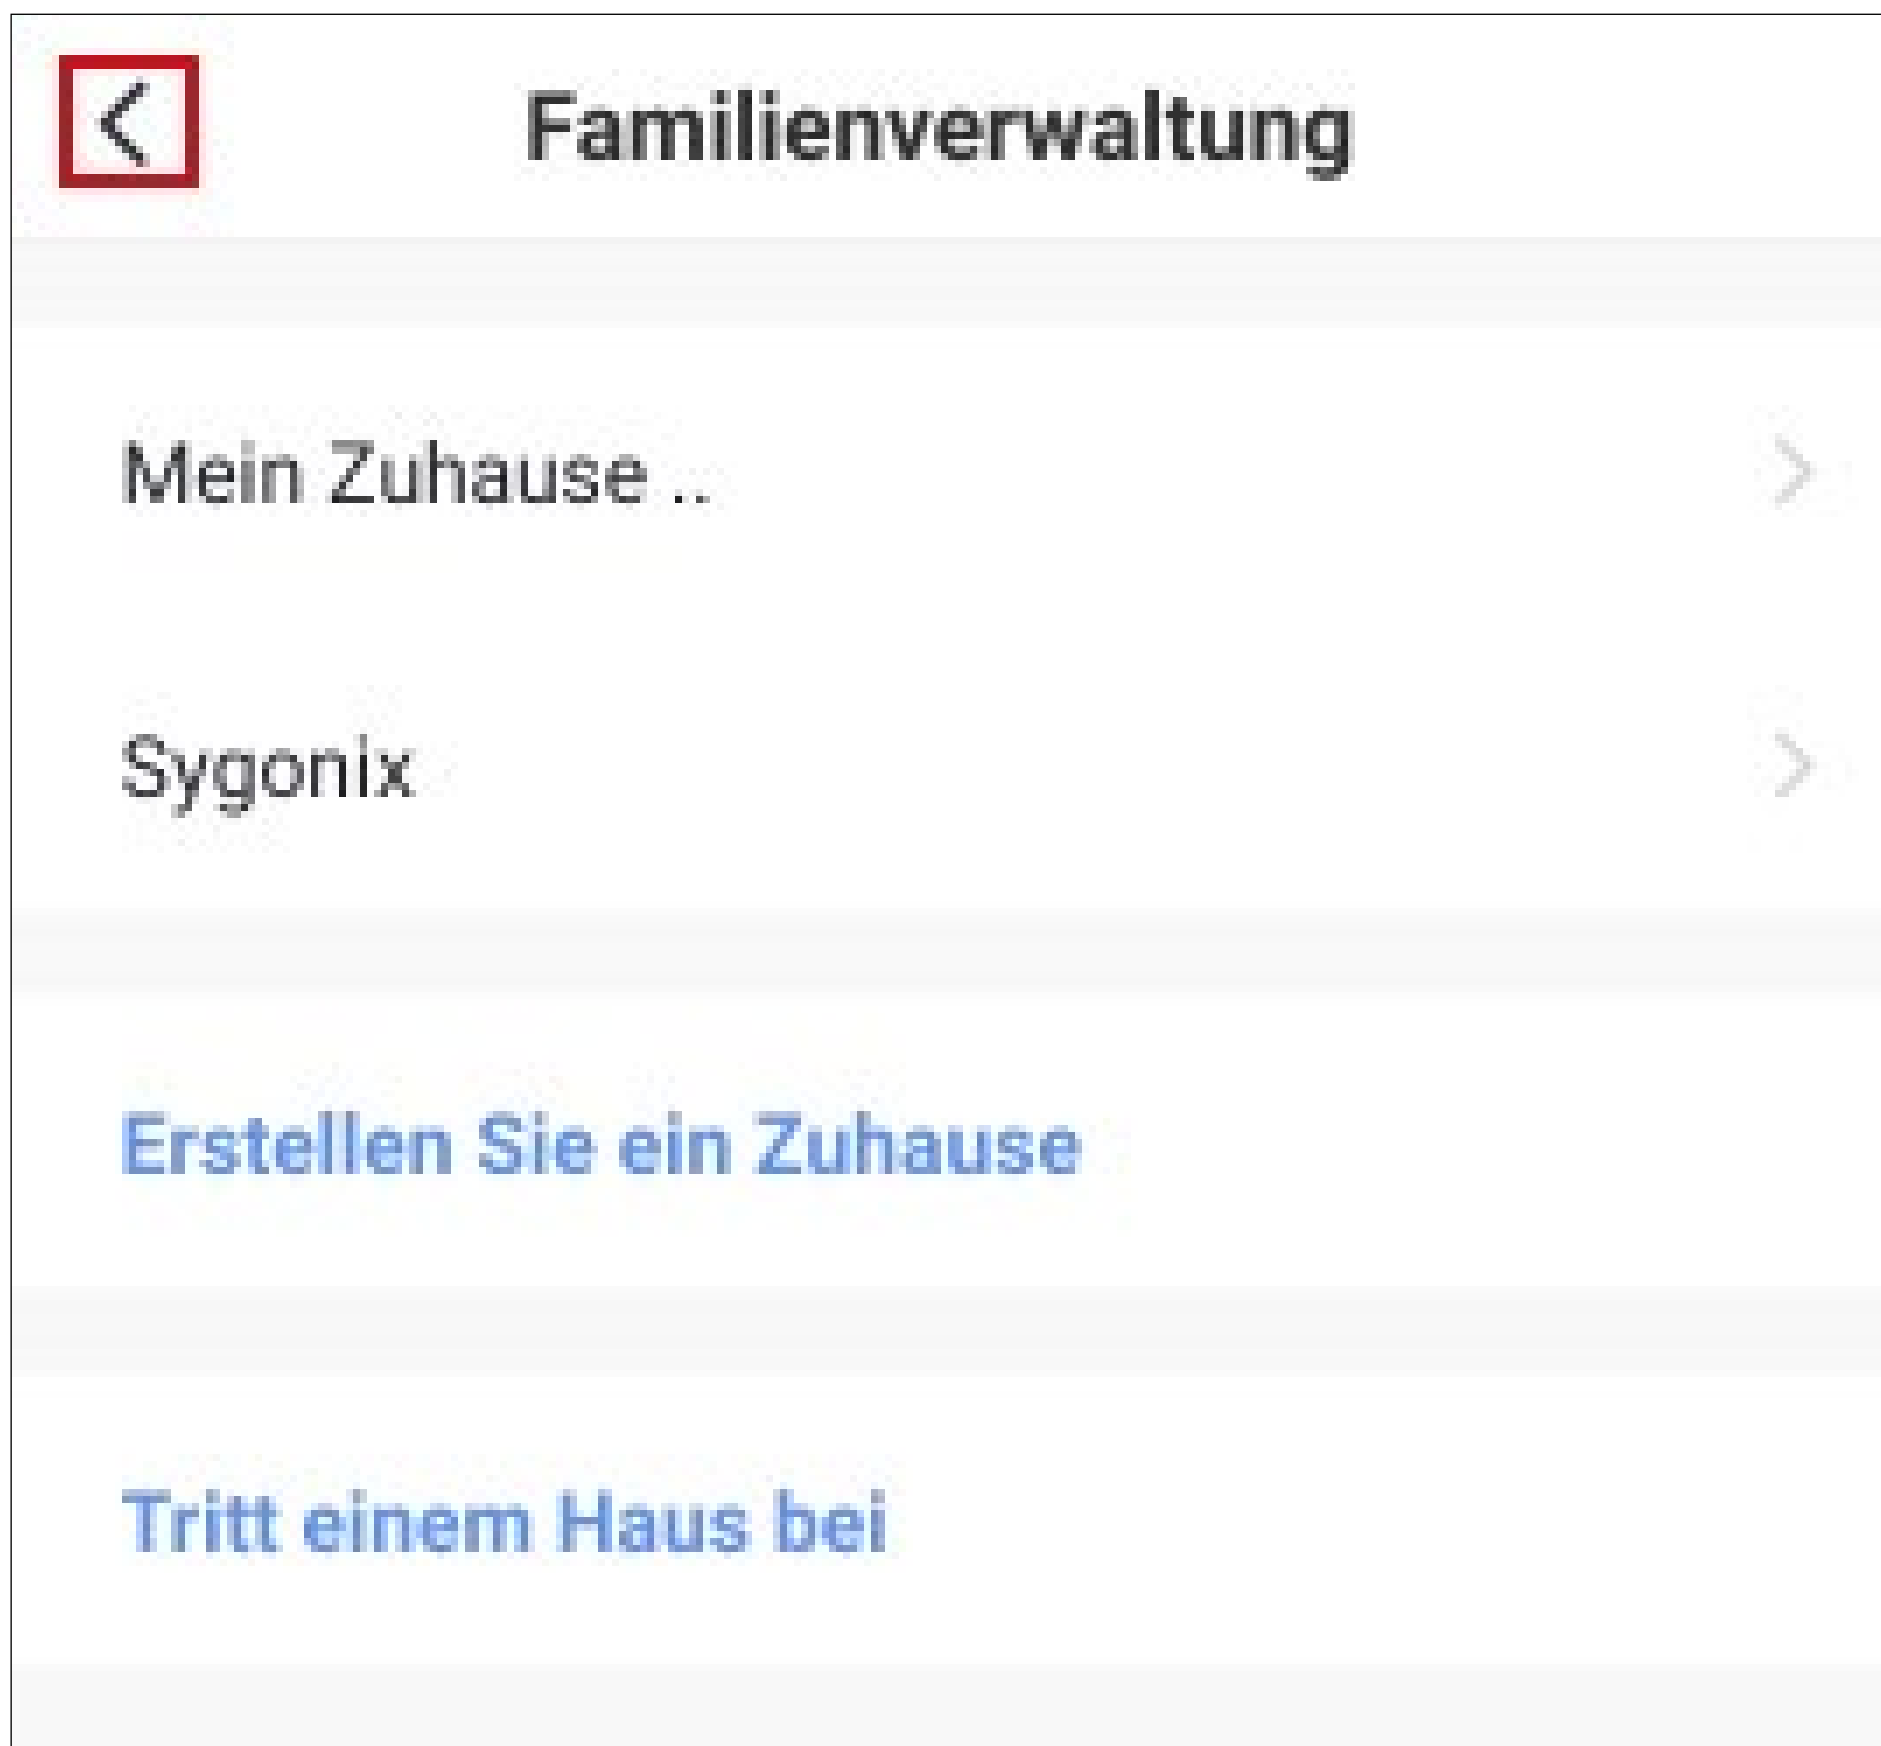 Familienverwaltung
Mein Zuhause ..
Sygonix
Erstellen Sie ein Zuhause
Tritt einem Haus bei